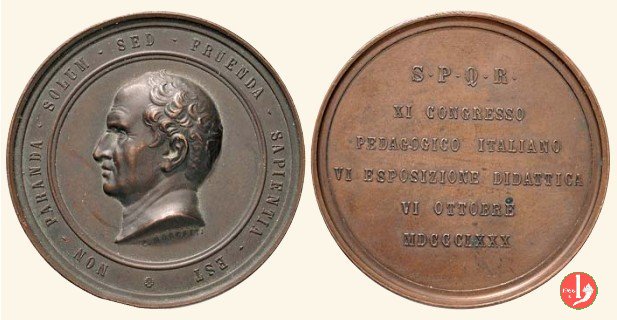 NON · PARANDA · SOLUM · SED · FRUENDA · SAPIENTIA · EST
S·P·Q·R·
XI CONGRESSO
PEDAGOGICO ITALIANO
VI ESPOSIZIONE DIDATTICA
VI OTTOBRE
MDCCCLXXX